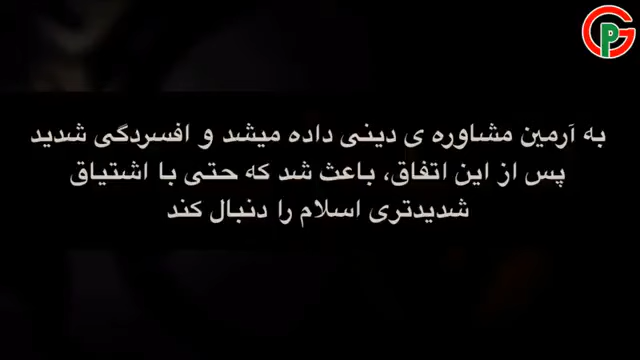 به آرمین مشاوره ی دینی داده میشد و افسردگی شدید
پس از این اتفاق، باعث شد که حتی با اشتیاق
شدیدتری اسلام را دنبال کند